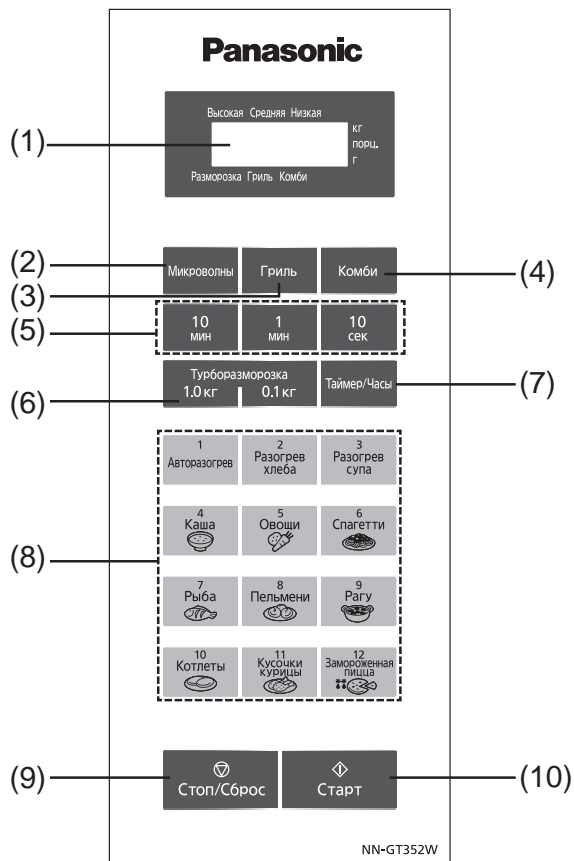 Panasonic
Высокая Средняя Низкая
(1)
кг
порц.
г
Разморозка Гриль Комби
(2)
Микроволны
Гриль
Комби
(4)
(3)
(5)
10
мин
1
мин
10
сек
Турборазморозка
1.0 кг
0.1 кг
Таймер/Часы
(7)
(6)
1
Авторазогрев
2
Разогрев
хлеба
3
Разогрев
супа
4
Каша
5
Овощи
6
Спагетти
(8)
7
Рыба
8
Пельмени
9
Рагу
10
Котлеты
11
Кусочки
курицы
12
Замороженная
пицца
(9)
Стоп/Сброс
Старт
(10)
NN-GT352W